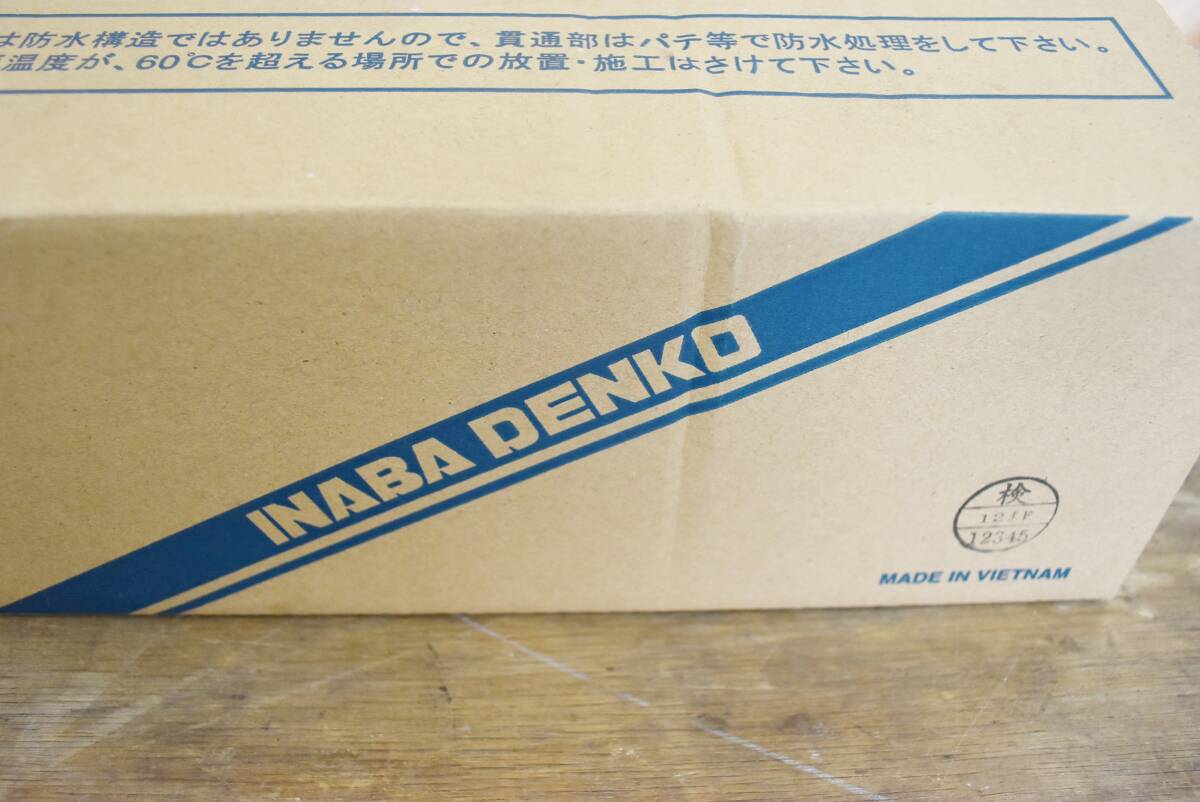 は防水構造ではありませんので、貫通部はパテ等で防水処理をして下さい。
温度が、60℃を超える場所での放置・施工はさけて下さい。
INABA DENKO
検
12345
MADE IN VIETNAM